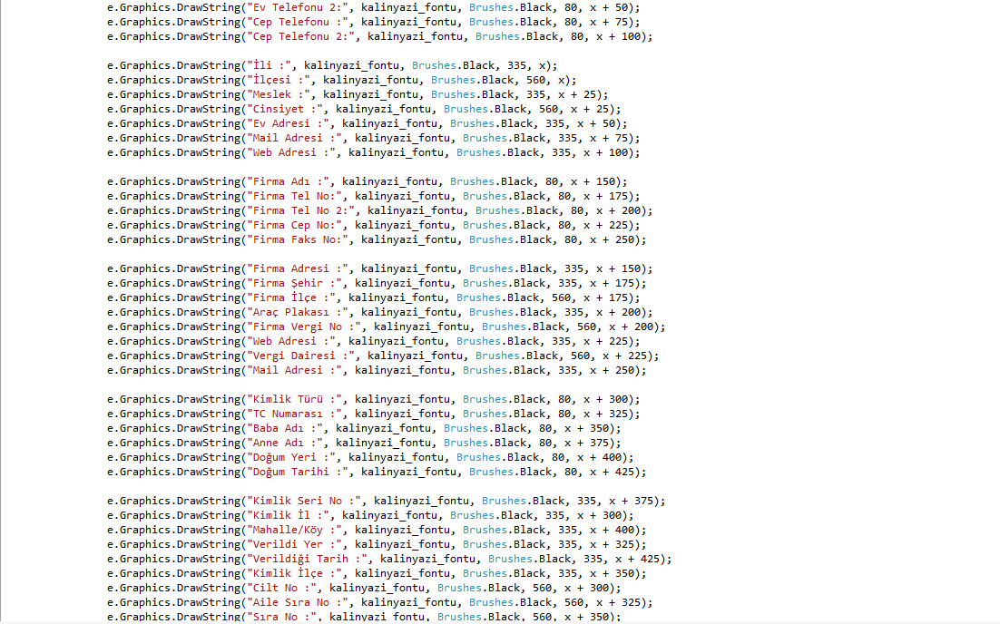 e.Graphics.DrawString("Ev Telefonu 2:", kalinyazi_fontu, Brushes.Black, 80, x + 50);
e.Graphics.DrawString("Cep Telefonu :", kalinyazi_fontu, Brushes.Black, 80, x + 75);
e.Graphics.DrawString("Cep Telefonu 2:", kalinyazi_fontu, Brushes.Black, 80, x + 100);
e.Graphics.DrawString("İli :", kalinyazi_fontu, Brushes.Black, 335, x);
e.Graphics.DrawString("İlçesi :", kalinyazi_fontu, Brushes.Black, 560, x);
e.Graphics.DrawString("Meslek :", kalinyazi_fontu, Brushes.Black, 335, x + 25);
e.Graphics.DrawString("Cinsiyet :", kalinyazi_fontu, Brushes.Black, 560, x + 25);
e.Graphics.DrawString("Ev Adresi :", kalinyazi_fontu, Brushes.Black, 335, x + 50);
e.Graphics.DrawString("Mail Adresi :", kalinyazi_fontu, Brushes.Black, 335, x + 75);
e.Graphics.DrawString("Web Adresi :", kalinyazi_fontu, Brushes.Black, 335, x + 100);
e.Graphics.DrawString("Firma Adı :", kalinyazi_fontu, Brushes.Black, 80, x + 150);
e.Graphics.DrawString("Firma Tel No:", kalinyazi_fontu, Brushes.Black, 80, x + 175);
e.Graphics.DrawString("Firma Tel No 2:", kalinyazi_fontu, Brushes.Black, 80, x + 200);
e.Graphics.DrawString("Firma Cep No:", kalinyazi_fontu, Brushes.Black, 80, x + 225);
e.Graphics.DrawString("Firma Faks No:", kalinyazi_fontu, Brushes.Black, 80, x + 250);
e.Graphics.DrawString("Firma Adresi :", kalinyazi_fontu, Brushes.Black, 335, x + 150);
e.Graphics.DrawString("Firma Şehir :", kalinyazi_fontu, Brushes.Black, 335, x + 175);
e.Graphics.DrawString("Firma İlçe :", kalinyazi_fontu, Brushes.Black, 560, x + 175);
e.Graphics.DrawString("Araç Plakası :", kalinyazi_fontu, Brushes.Black, 335, x + 200);
e.Graphics.DrawString("Firma Vergi No :", kalinyazi_fontu, Brushes.Black, 560, x + 200);
e.Graphics.DrawString("Web Adresi :", kalinyazi_fontu, Brushes.Black, 335, x + 225);
e.Graphics.DrawString("Vergi Dairesi :", kalinyazi_fontu, Brushes.Black, 560, x + 225);
e.Graphics.DrawString("Mail Adresi :", kalinyazi_fontu, Brushes.Black, 335, x + 250);
e.Graphics.DrawString("Kimlik Türü :", kalinyazi_fontu, Brushes.Black, 80, x + 300);
e.Graphics.DrawString("TC Numarası :", kalinyazi_fontu, Brushes.Black, 80, x + 325);
e.Graphics.DrawString("Baba Adı :", kalinyazi_fontu, Brushes.Black, 80, x + 350);
e.Graphics.DrawString("Anne Adı :", kalinyazi_fontu, Brushes.Black, 80, x + 375);
e.Graphics.DrawString("Doğum Yeri :", kalinyazi_fontu, Brushes.Black, 80, x + 400);
e.Graphics.DrawString("Doğum Tarihi :", kalinyazi_fontu, Brushes.Black, 80, x + 425);
e.Graphics.DrawString("Kimlik Seri No :", kalinyazi_fontu, Brushes.Black, 335, x + 375);
e.Graphics.DrawString("Kimlik İl :", kalinyazi_fontu, Brushes.Black, 335, x + 300);
e.Graphics.DrawString("Mahalle/Köy :", kalinyazi_fontu, Brushes.Black, 335, x + 400);
e.Graphics.DrawString("Verildi Yer :", kalinyazi_fontu, Brushes.Black, 335, x + 325);
e.Graphics.DrawString("Verildiği Tarih :", kalinyazi_fontu, Brushes.Black, 335, x + 425);
e.Graphics.DrawString("Kimlik İlçe :", kalinyazi_fontu, Brushes.Black, 335, x + 350);
e.Graphics.DrawString("Cilt No :", kalinyazi_fontu, Brushes.Black, 560, x + 300);
e.Graphics.DrawString("Aile Sıra No :", kalinyazi_fontu, Brushes.Black, 560, x + 325);
e.Graphics.DrawString("Sıra No :", kalinyazi_fontu, Brushes.Black, 560, x + 350);